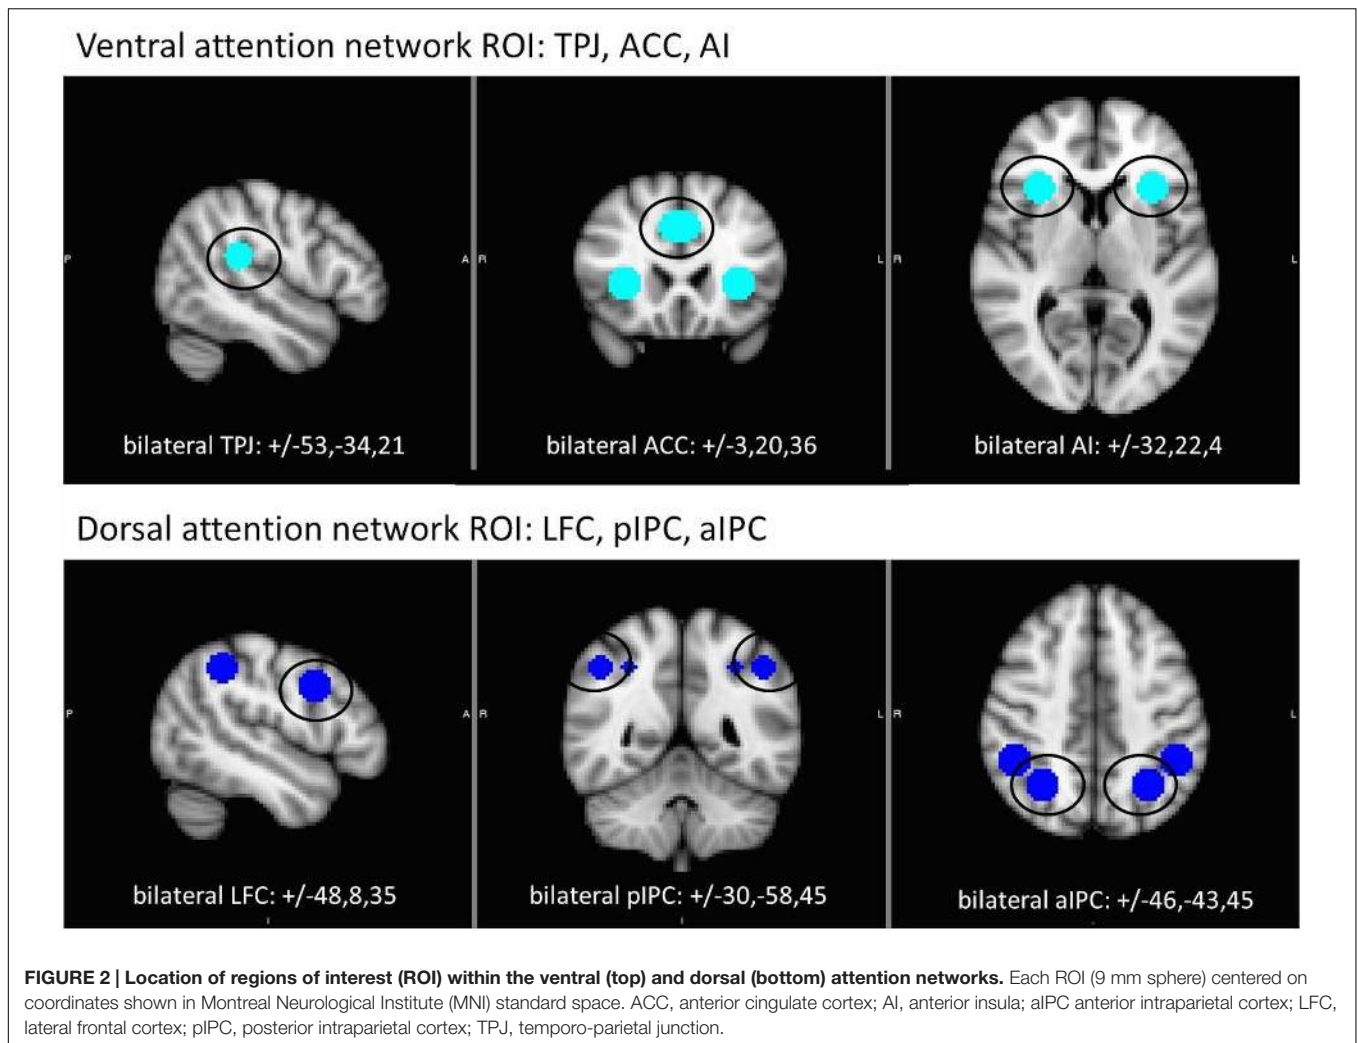 Ventral attention network ROI: TPJ, ACC, AI
P
A
R
L
R
L
bilateral TPJ: +/-53,-34,21
bilateral ACC: +/-3,20,36
bilateral AI: +/-32,22,4
Dorsal attention network ROI: LFC, pIPC, aIPC
P
A
R
L
R
L
bilateral LFC: +/-48,8,35
bilateral pIPC: +/-30,-58,45
bilateral aIPC: +/-46,-43,45
FIGURE 2 | Location of regions of interest (ROI) within the ventral (top) and dorsal (bottom) attention networks. Each ROI (9 mm sphere) centered on
coordinates shown in Montreal Neurological Institute (MNI) standard space. ACC, anterior cingulate cortex; AI, anterior insula; aIPC anterior intraparietal cortex; LFC,
lateral frontal cortex; pIPC, posterior intraparietal cortex; TPJ, temporo-parietal junction.